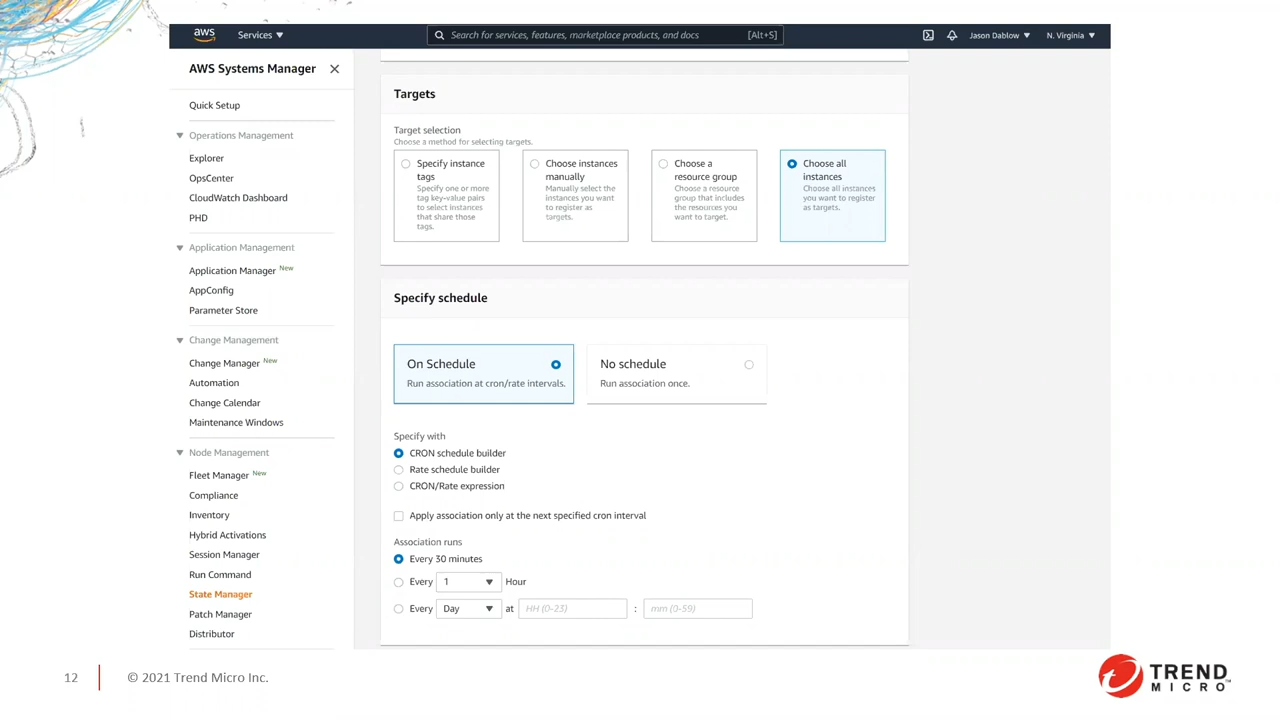 aws
Services ▼
Search for services, features, marketplace products, and docs
[Alt+S]
Jason Dablow ▼
N. Virginia ▼
AWS Systems Manager
Quick Setup
Operations Management
Explorer
OpsCenter
CloudWatch Dashboard
PHD
Application Management
Application Manager New
AppConfig
Parameter Store
Change Management
Change Manager New
Automation
Change Calendar
Maintenance Windows
Node Management
Fleet Manager New
Compliance
Inventory
Hybrid Activations
Session Manager
Run Command
State Manager
Patch Manager
Distributor
Targets
Target selection
Choose a method for selecting targets.
Specify instance
tags
Specify one or more
tag key-value pairs
to select instances
that share those
tags.
Choose instances
manually
Manually select the
instances you want
to register as
targets.
Choose a
resource group
Choose a resource
group that includes
the resources you
want to target.
Choose all
instances
Choose all instances
you want to register
as targets.
Specify schedule
On Schedule
Run association at cron/rate intervals.
No schedule
Run association once.
Specify with
CRON schedule builder
Rate schedule builder
CRON/Rate expression
Apply association only at the next specified cron interval
Association runs
Every 30 minutes
Every 1 ▼ Hour
Every Day ▼ at HH (0-23) : mm (0-59)
12
© 2021 Trend Micro Inc.
TREND
MICRO™